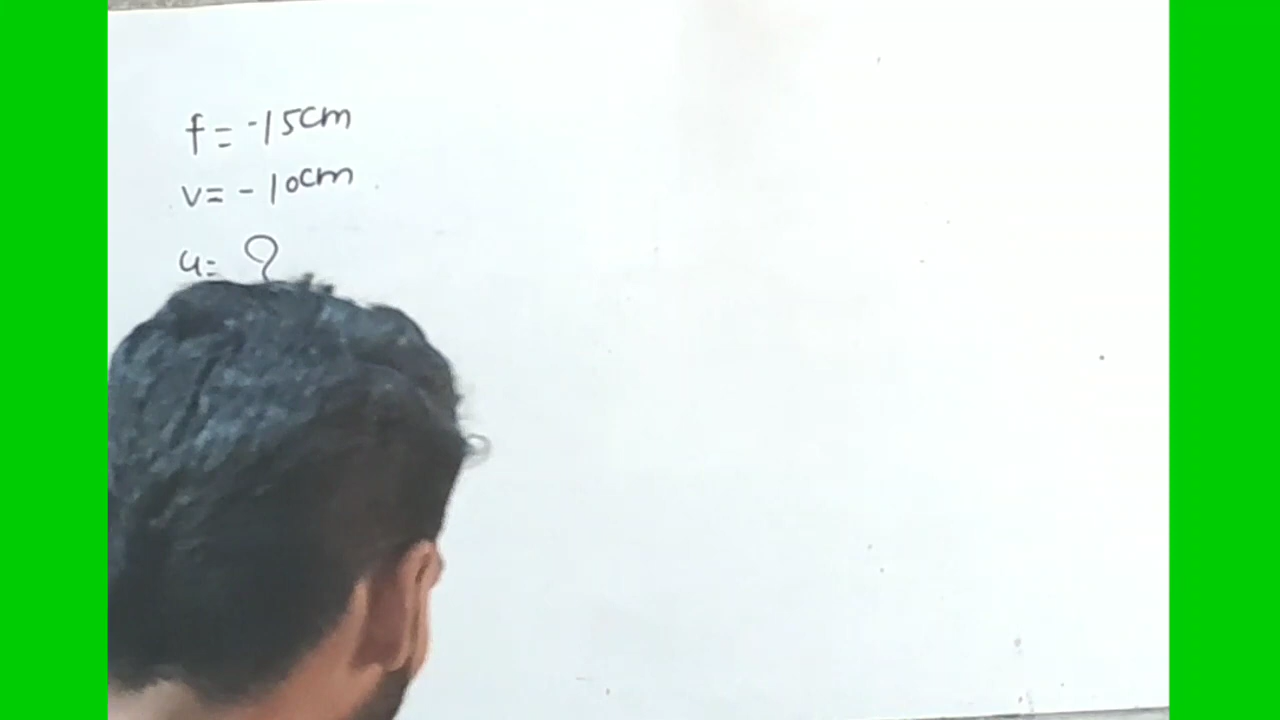 f = -15cm
v = -10cm
u = ?